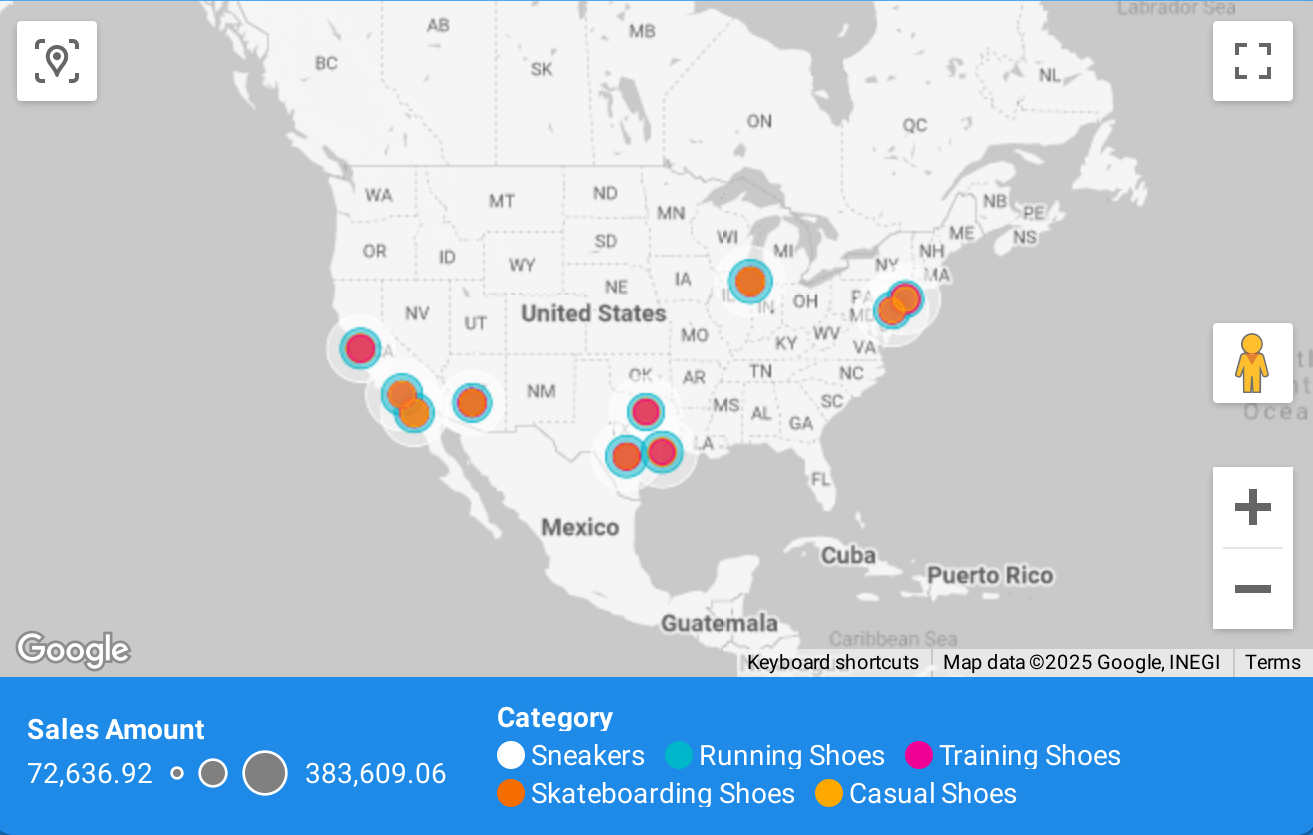 Labrador Sea
AB
MB
BC
SK
NL
ON
QC
WA
MT
ND
MN
NB
PE
OR
ID
SD
WI
MI
NH
ME
NS
WY
NE
IA
NY
MA
NV
UT
United States
IN
OH
PA
MD
MO
KY
WV
VA
NM
OK
AR
TN
NC
MS
AL
GA
SC
LA
FL
Mexico
Cuba
Puerto Rico
Guatemala
Caribbean Sea
Google
Keyboard shortcuts
Map data ©2025 Google, INEGI
Terms
Sales Amount
72,636.92
383,609.06
Category
Sneakers
Running Shoes
Training Shoes
Skateboarding Shoes
Casual Shoes